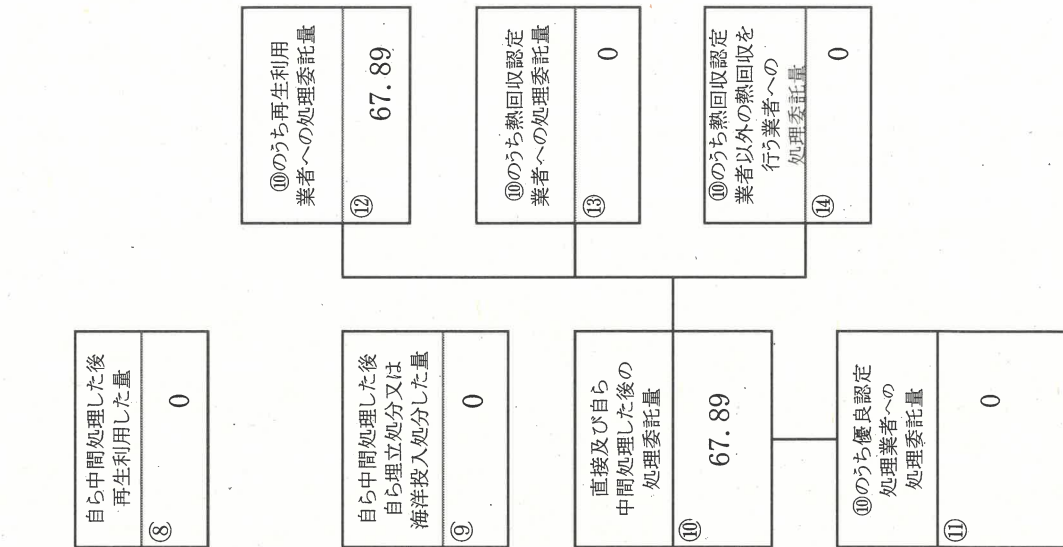 自ら中間処理した後
再生利用した量
⑧
0
自ら中間処理した後
自ら埋立処分又は
海洋投入処分した量
⑨
0
直接及び自ら
中間処理した後の
処理委託量
⑩
67.89
⑩のうち優良認定
処理業者への
処理委託量
⑪
0
⑩のうち再生利用
業者への処理委託量
⑫
67.89
⑩のうち熱回収認定
業者への処理委託量
⑬
0
⑩のうち熱回収認定
業者以外の熱回収を
行う業者への
処理委託量
⑭
0